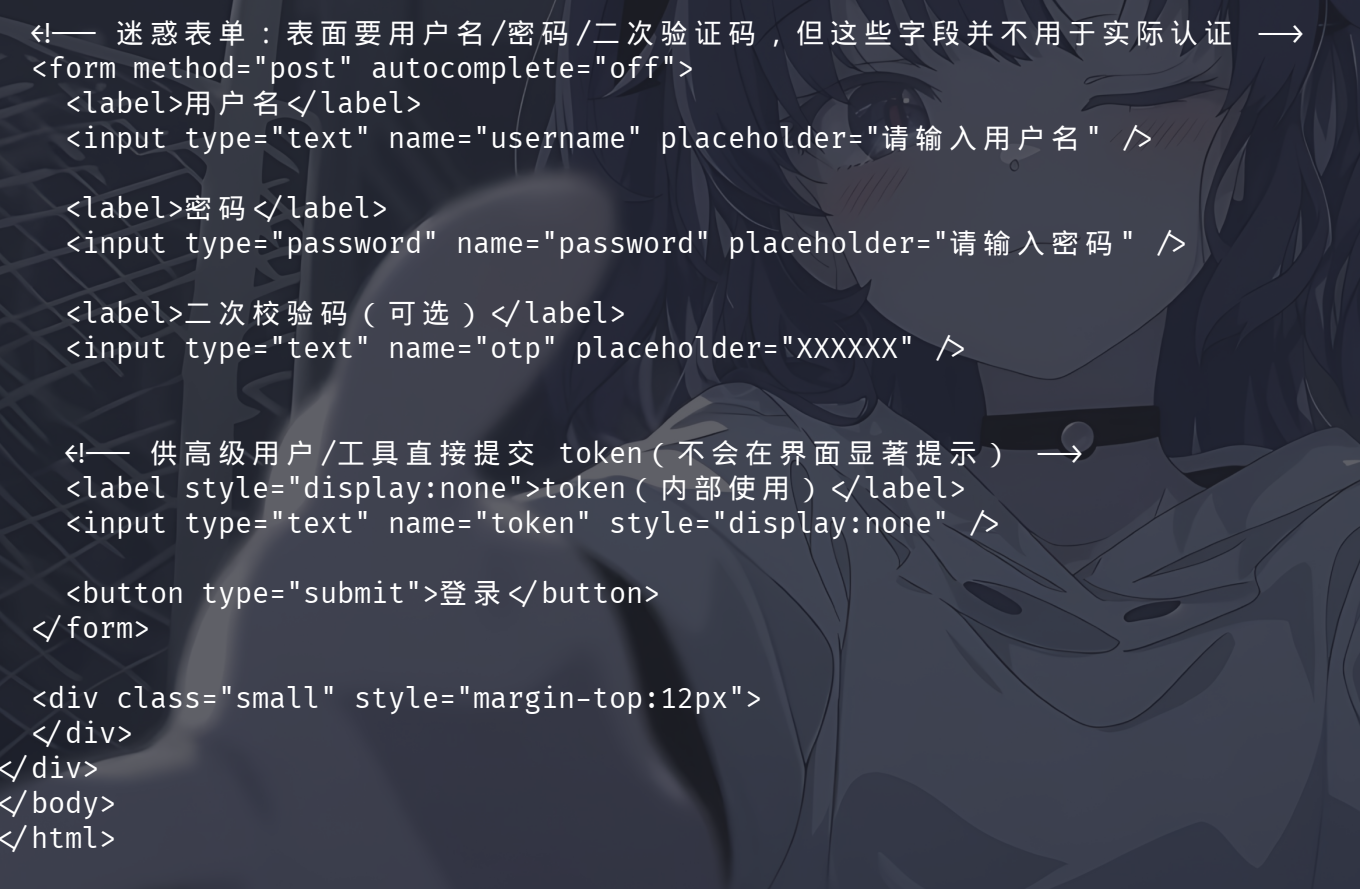 <!-- 迷惑表单：表面要用户名/密码/二次验证码，但这些字段并不用于实际认证 -->
<form method="post" autocomplete="off">
<label>用户名</label>
<input type="text" name="username" placeholder="请输入用户名" />
<label>密码</label>
<input type="password" name="password" placeholder="请输入密码" />
<label>二次校验码（可选）</label>
<input type="text" name="otp" placeholder="XXXXXX" />
<!-- 供高级用户/工具直接提交 token（不会在界面显著提示） -->
<label style="display:none">token（内部使用）</label>
<input type="text" name="token" style="display:none" />
<button type="submit">登录</button>
</form>
<div class="small" style="margin-top:12px">
</div>
</div>
</body>
</html>